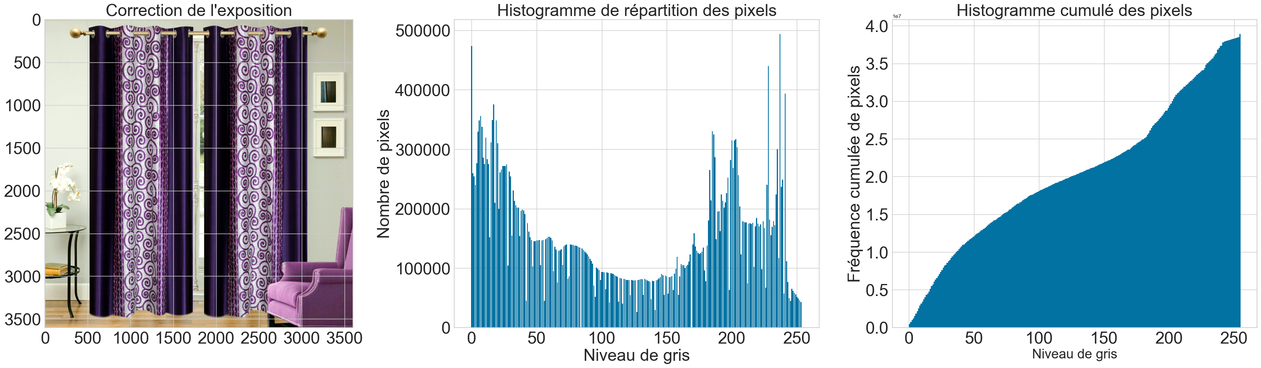 Correction de l'exposition
0
500
1000
1500
2000
2500
3000
3500
0 500 1000 1500 2000 2500 3000 3500
Histogramme de répartition des pixels
Nombre de pixels
500000
400000
300000
200000
100000
0
0 50 100 150 200 250
Niveau de gris
Histogramme cumulé des pixels
1e7
Fréquence cumulée de pixels
4.0
3.5
3.0
2.5
2.0
1.5
1.0
0.5
0.0
0 50 100 150 200 250
Niveau de gris